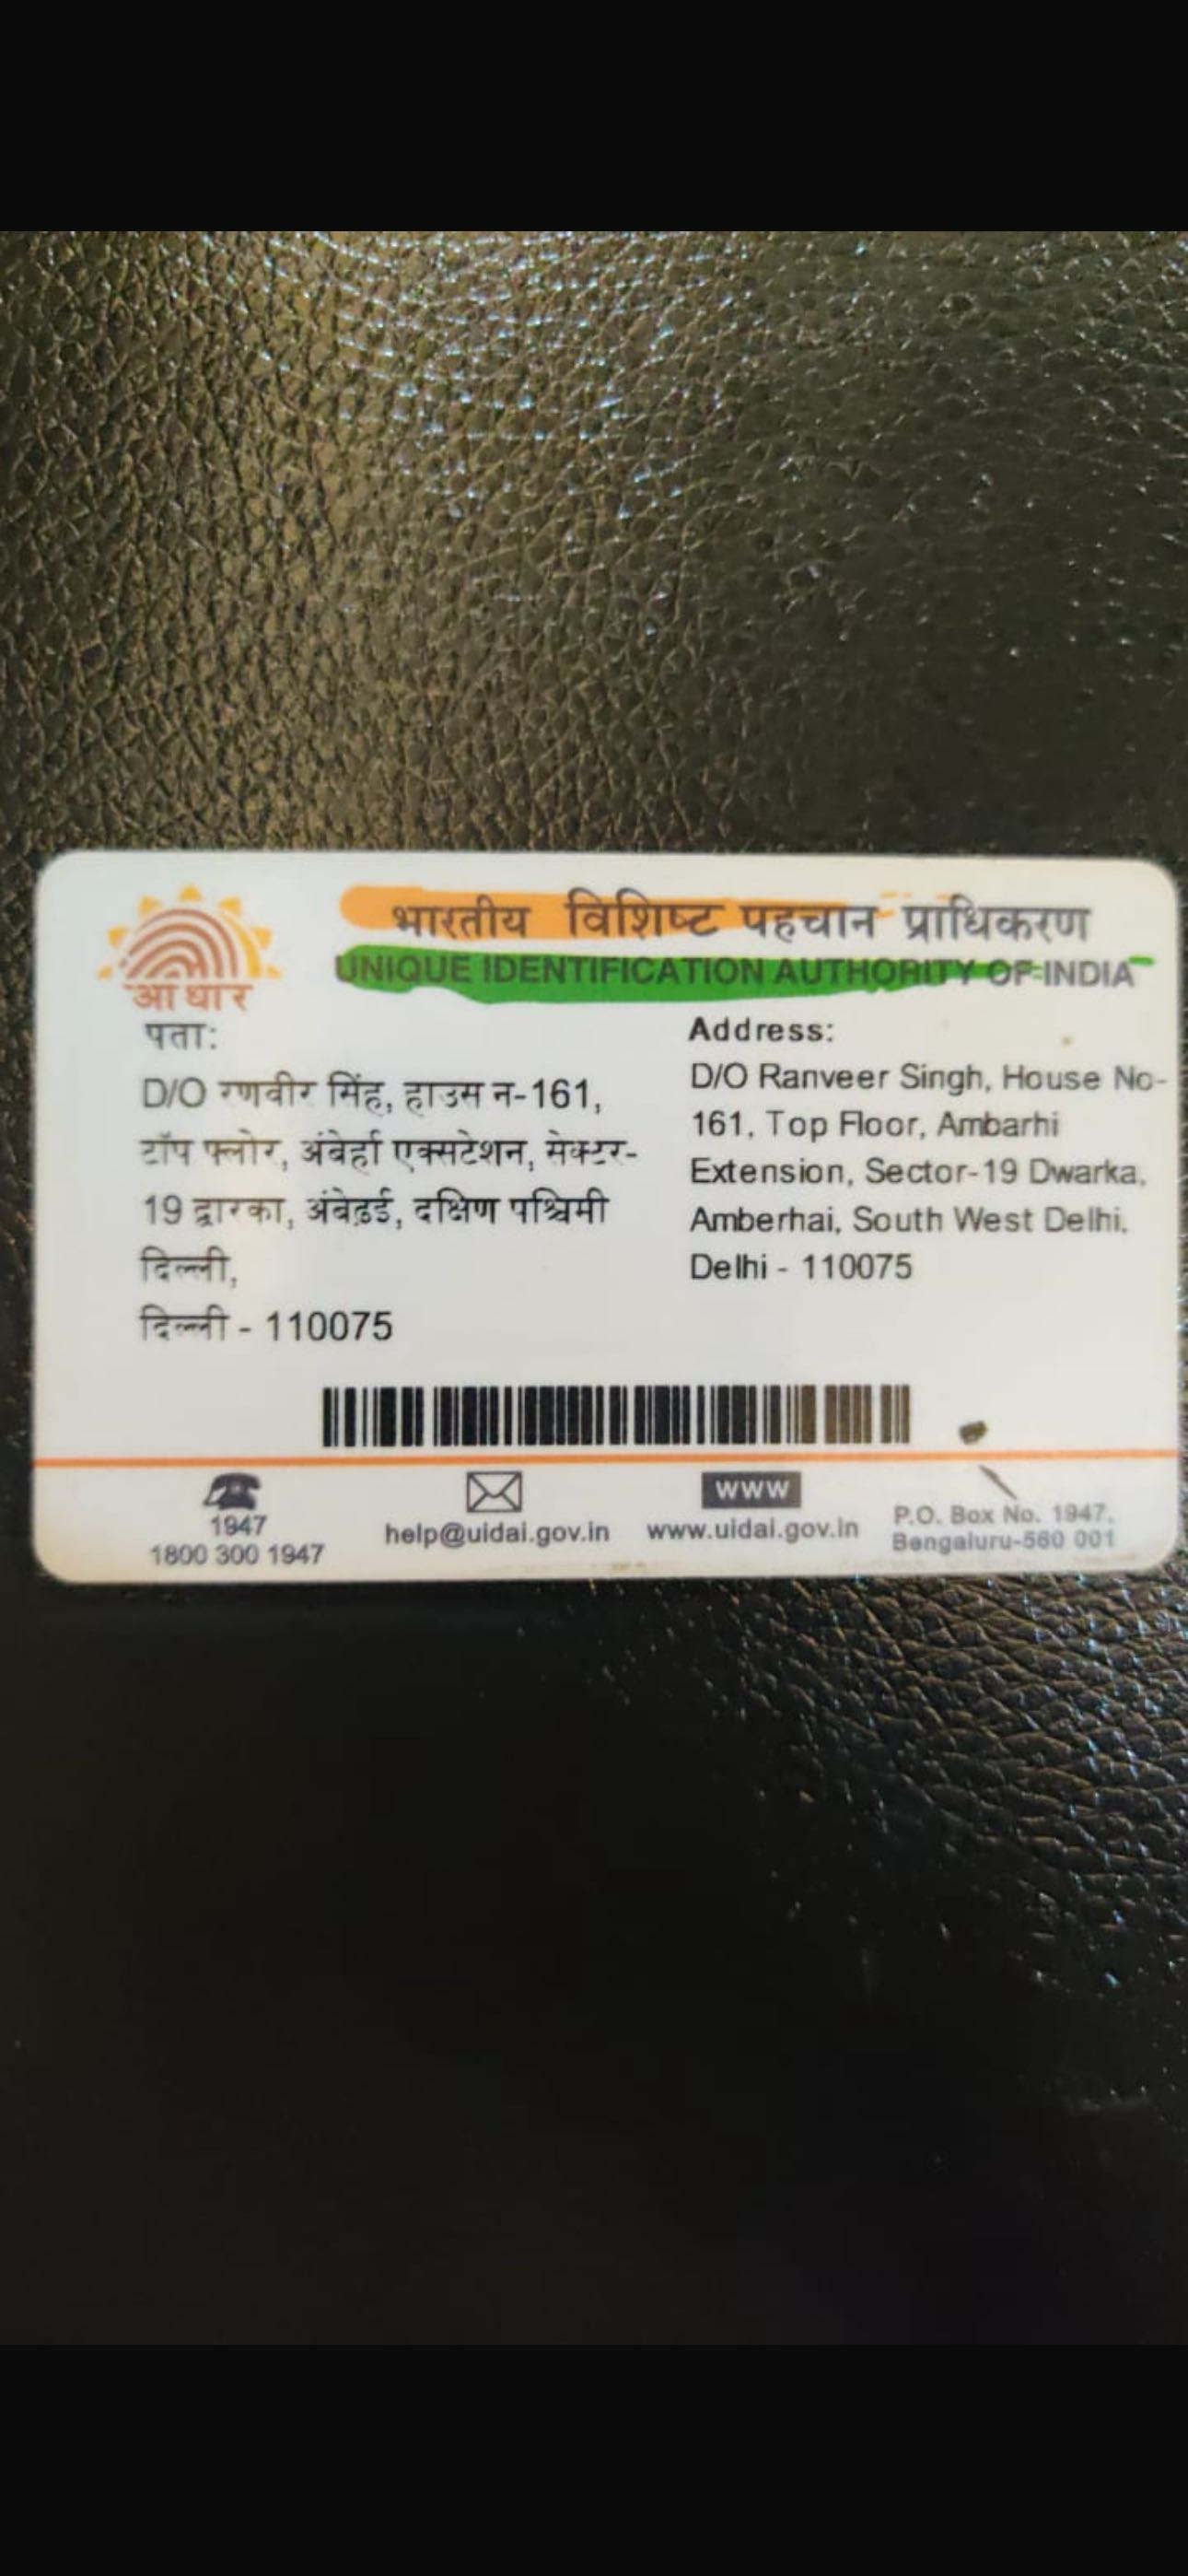 भारतीय विशिष्ट पहचान प्राधिकरण
UNIQUE IDENTIFICATION AUTHORITY OF INDIA
आधार
पता:
D/O रणवीर सिंह, हाउस न-161,
टॉप फ्लोर, अंबेर्हा एक्सटेशन, सेक्टर-
19 द्वारका, अंबेढ़ई, दक्षिण पश्चिमी
दिल्ली,
दिल्ली - 110075
Address:
D/O Ranveer Singh, House No-
161, Top Floor, Ambarhi
Extension, Sector-19 Dwarka,
Amberhai, South West Delhi,
Delhi - 110075
1947
1800 300 1947
help@uidai.gov.in
WWW
www.uidai.gov.in
P.O. Box No. 1947,
Bengaluru-560 001